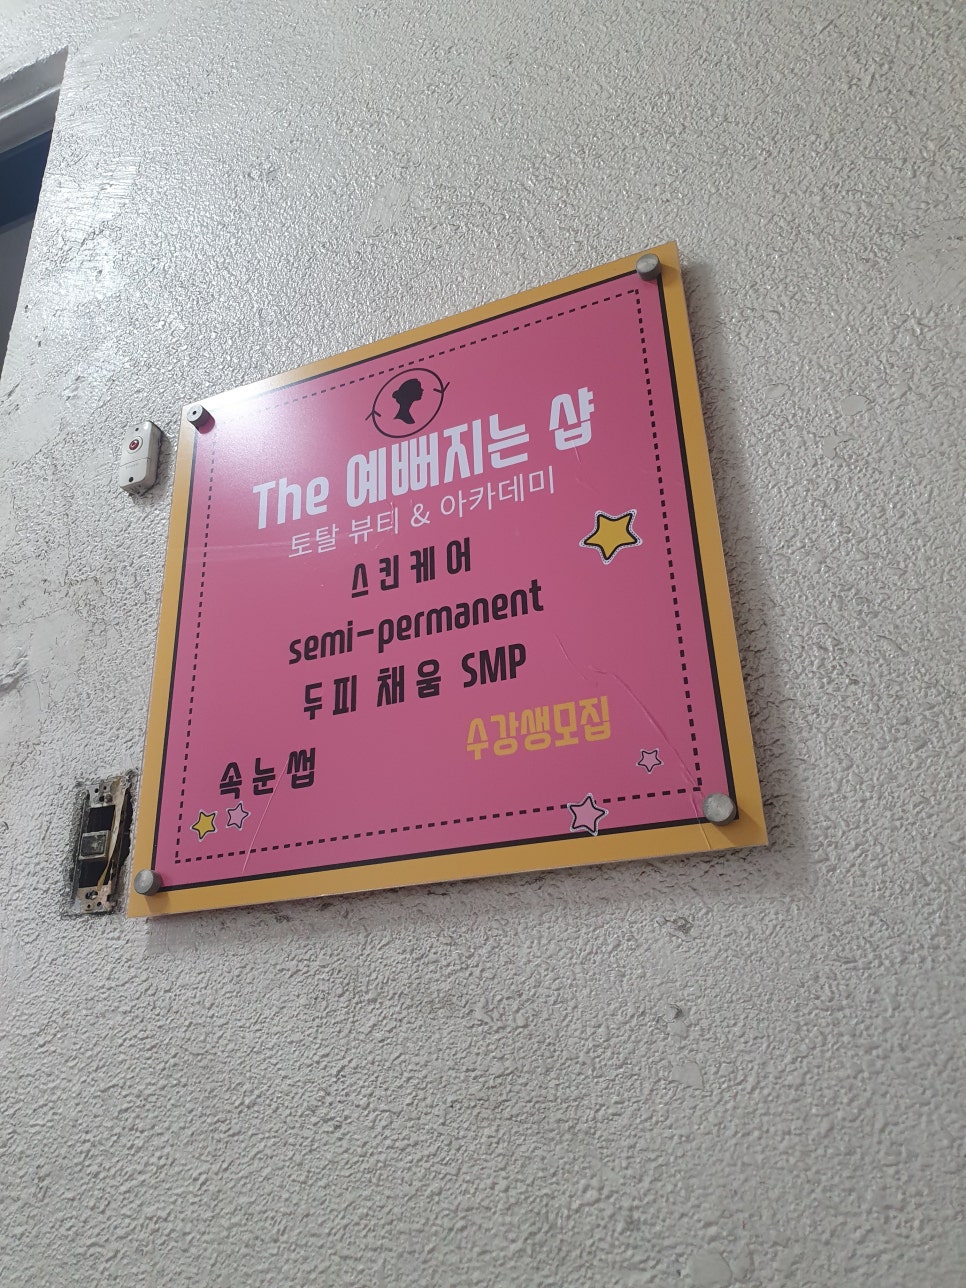 The 예뻐지는 샵
토탈 뷰티 & 아카데미
스킨케어
semi-permanent
두피 채움 SMP
수강생모집
속눈썹